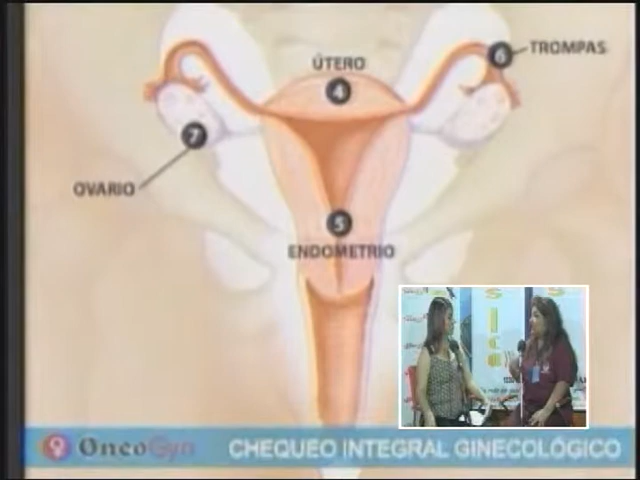 6
TROMPAS
ÚTERO
4
7
OVARIO
5
ENDOMETRIO
OncoGyn
CHEQUEO INTEGRAL GINECOLÓGICO